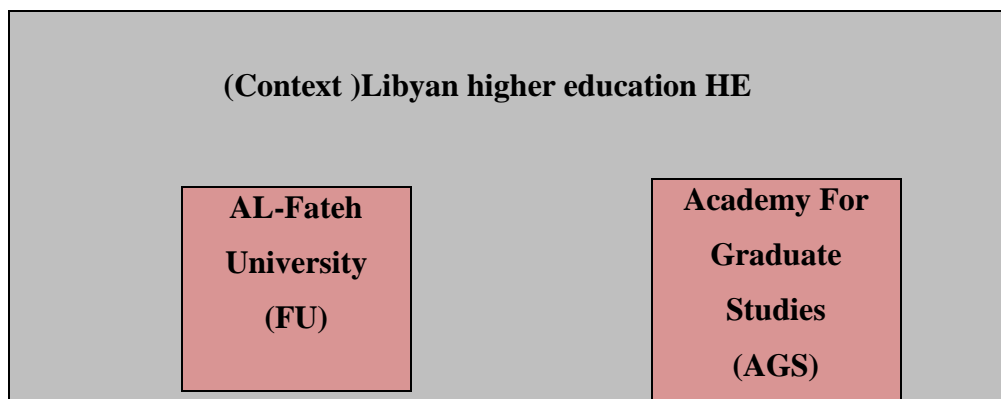 (Context )Libyan higher education HE
AL-Fateh
University
(FU)
Academy For
Graduate
Studies
(AGS)